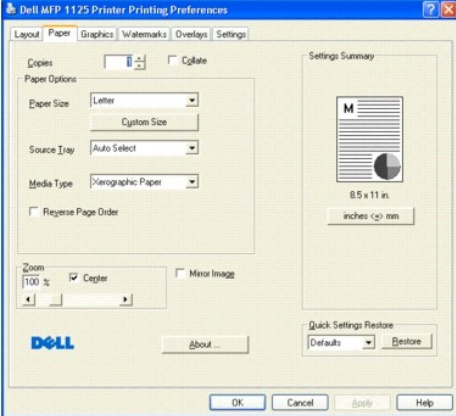 Dell MFP 1125 Printer Printing Preferences
Layout Paper Graphics Watermarks Overlays Settings
Copies 1 Collate
Paper Options
Paper Size Letter
Custom Size
Source Tray Auto Select
Media Type Xerographic Paper
Reverse Page Order
Zoom
100 % Center
Mirror Image
Settings Summary
M
8.5 x 11 in.
inches <=> mm
DELL
About ...
Quick Settings Restore
Defaults Restore
OK Cancel Apply Help